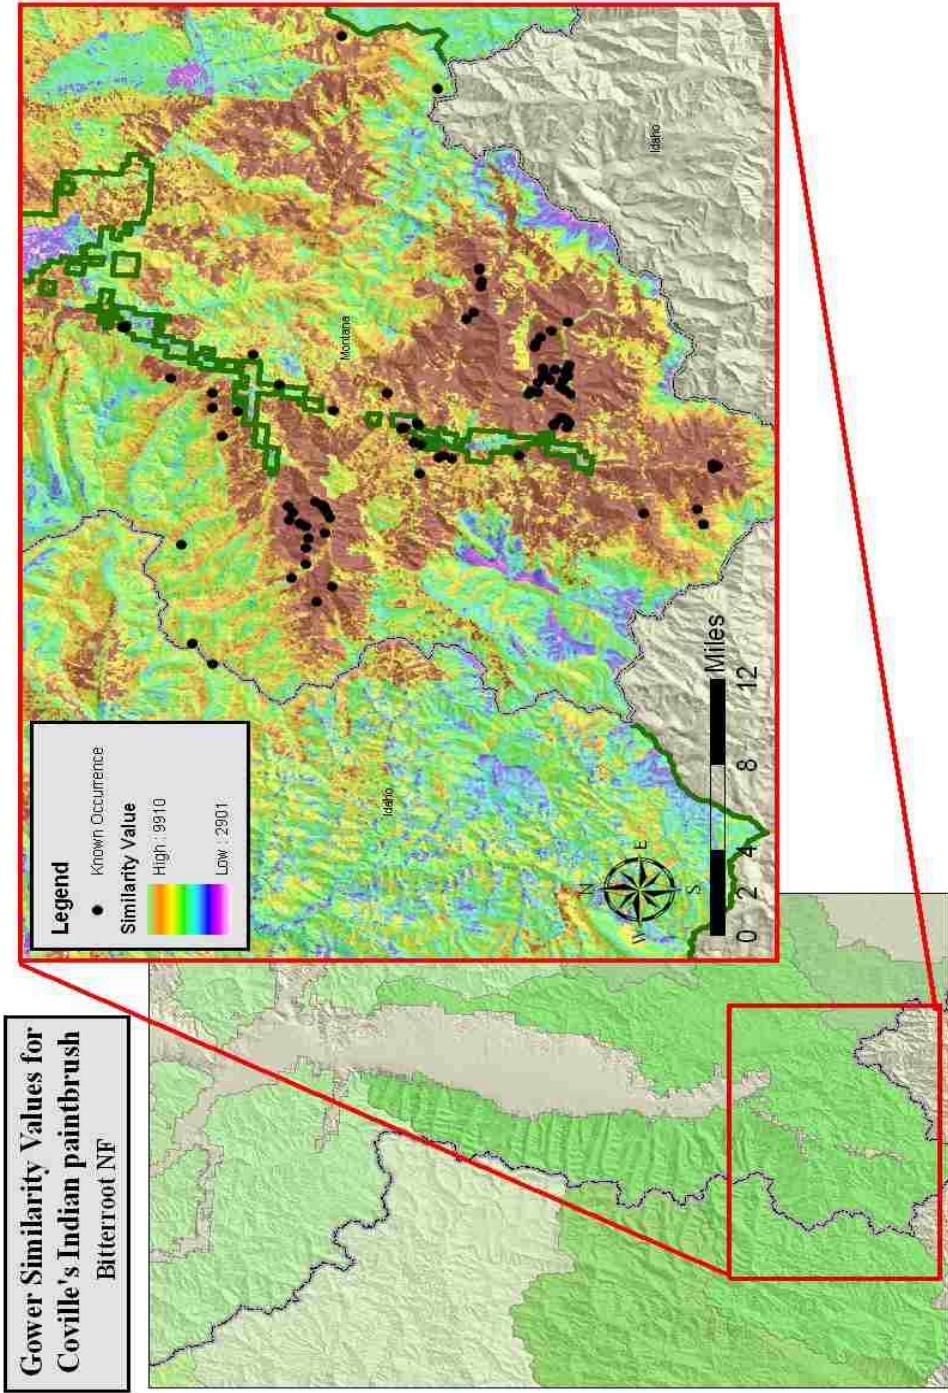 Gower Similarity Values for
Coville's Indian paintbrush
Bitterroot NF
Legend
Known Occurrence
Similarity Value
High : 9910
Low : 2901
Idaho
Montana
Idaho
N
W
E
S
0 2 4 8 12
Miles